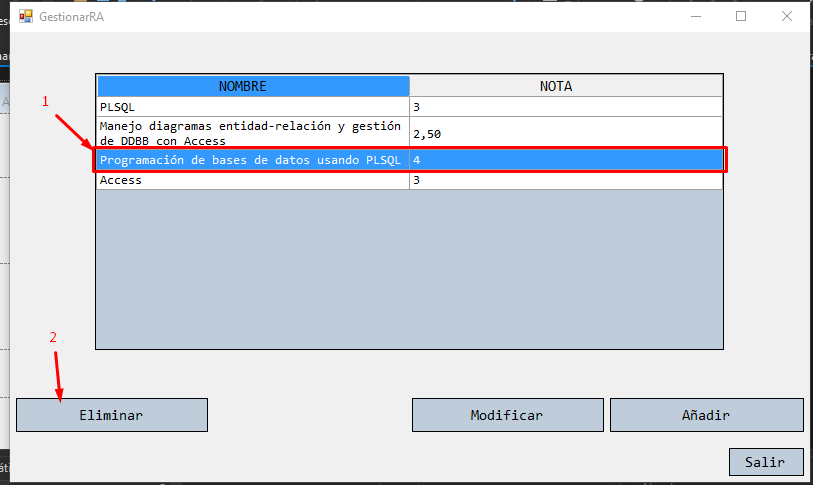 GestionarRA
NOMBRE NOTA
1
PLSQL 3
Manejo diagramas entidad-relación y gestión
de DDBB con Access 2,50
Programación de bases de datos usando PLSQL 4
Access 3
2
Eliminar Modificar Añadir
Salir